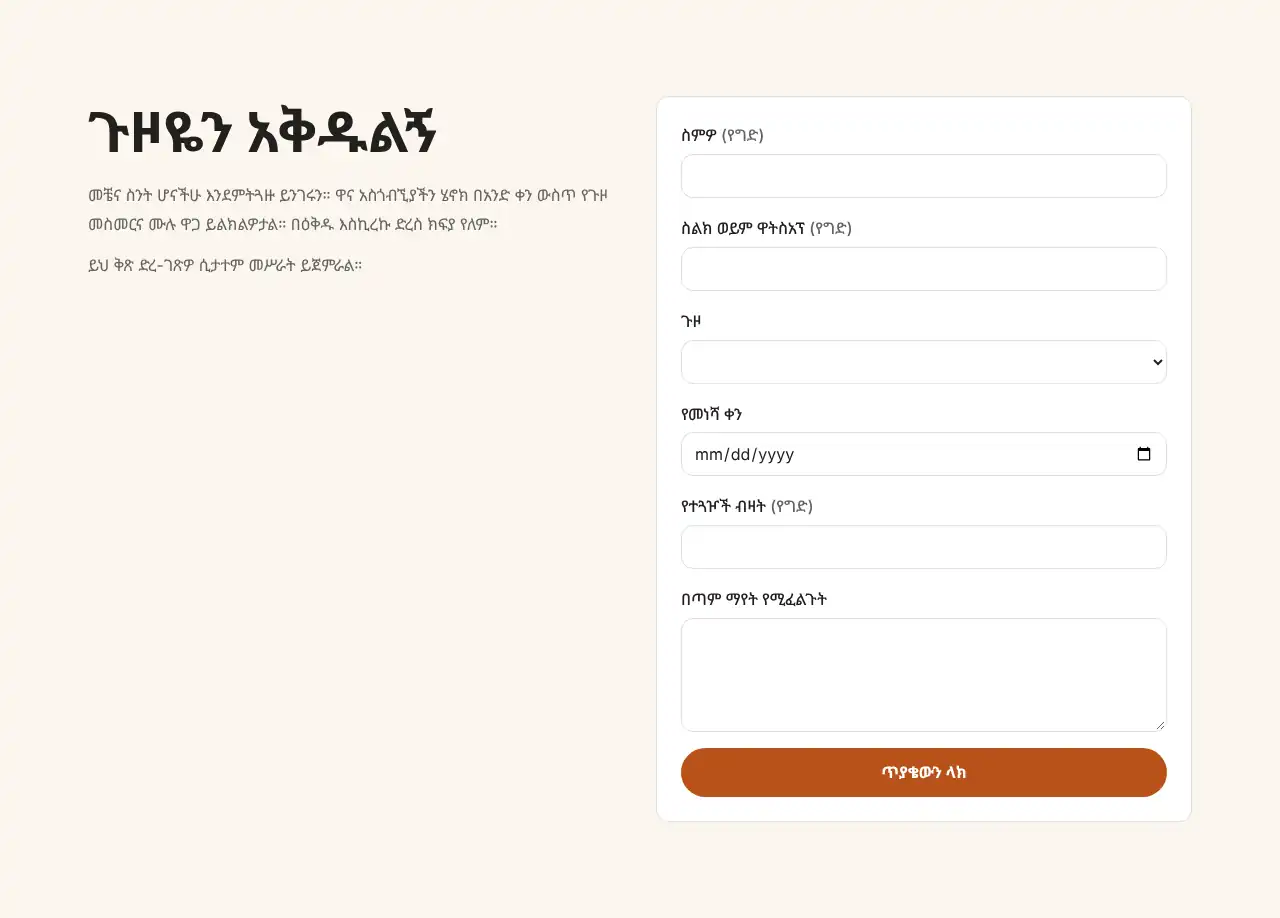 ጉዞዬን አቅዱልኝ
መቼና ስንት ሆናችሁ እንደምትጓዙ ይንገሩን። ዋና አስጎብኚያችን ሄኖክ በአንድ ቀን ውስጥ የጉዞ
መስመርና ሙሉ ዋጋ ይልክልዎታል። በዕቅዱ እስኪረኩ ድረስ ክፍያ የለም።
ይህ ቅጽ ድረ-ገጽዎ ሲታተም መሥራት ይጀምራል።
ስምዎ (የግድ)
ስልክ ወይም ዋትስአፕ (የግድ)
ጉዞ
የመነሻ ቀን
mm/dd/yyyy
የተጓዦች ብዛት (የግድ)
በጣም ማየት የሚፈልጉት
ጥያቄውን ላክ